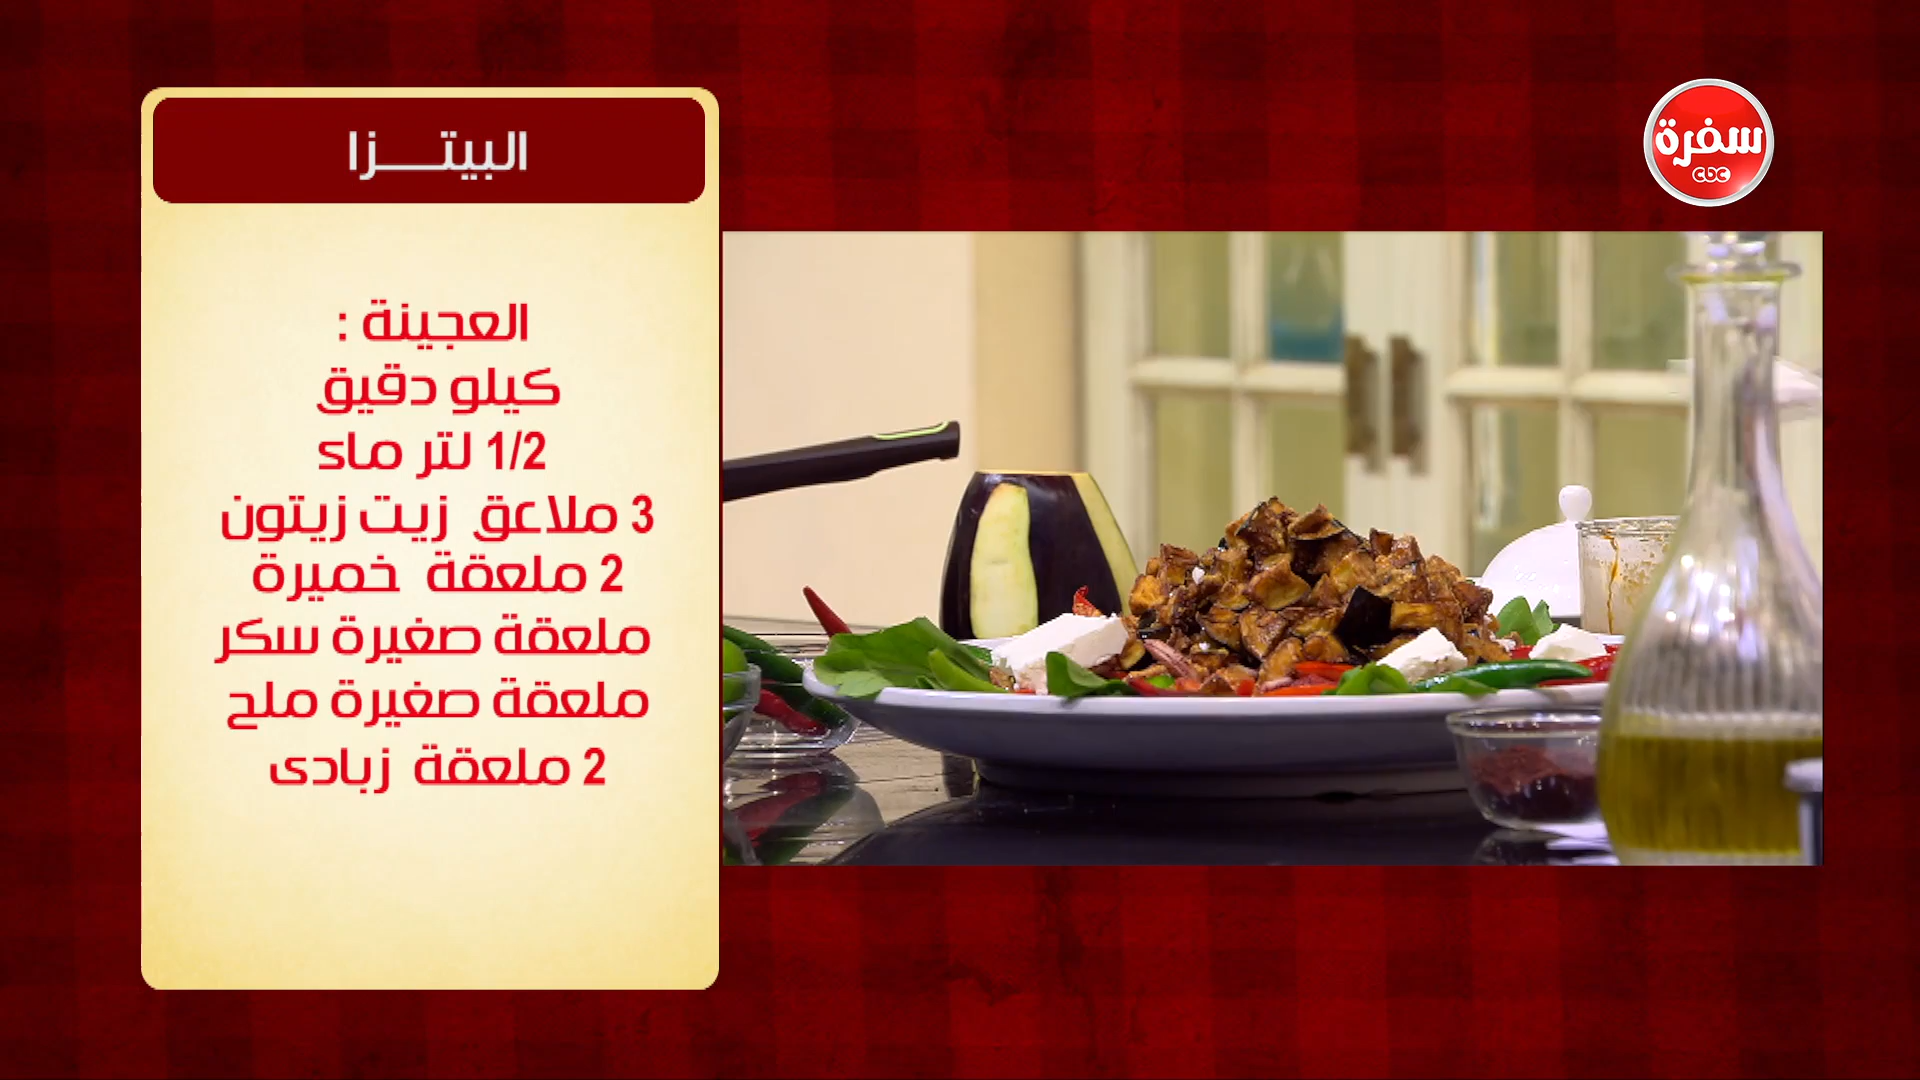 البيتزا
سفرة
cbc
العجينة :
كيلو دقيق
1/2 لتر ماء
3 ملاعق زيت زيتون
2 ملعقة خميرة
ملعقة صغيرة سكر
ملعقة صغيرة ملح
2 ملعقة زبادى